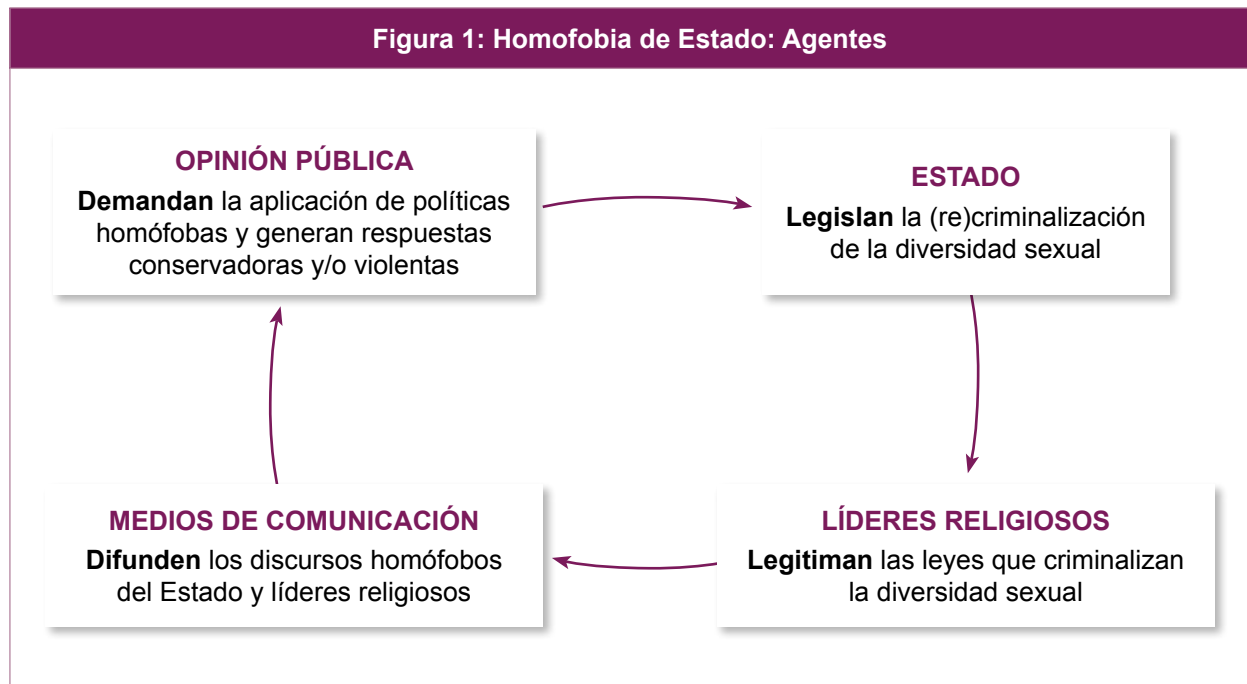 Figura 1: Homofobia de Estado: Agentes
OPINIÓN PÚBLICA
Demandan la aplicación de políticas
homófobas y generan respuestas
conservadoras y/o violentas
ESTADO
Legislan la (re)criminalización
de la diversidad sexual
MEDIOS DE COMUNICACIÓN
Difunden los discursos homófobos
del Estado y líderes religiosos
LÍDERES RELIGIOSOS
Legitiman las leyes que criminalizan
la diversidad sexual